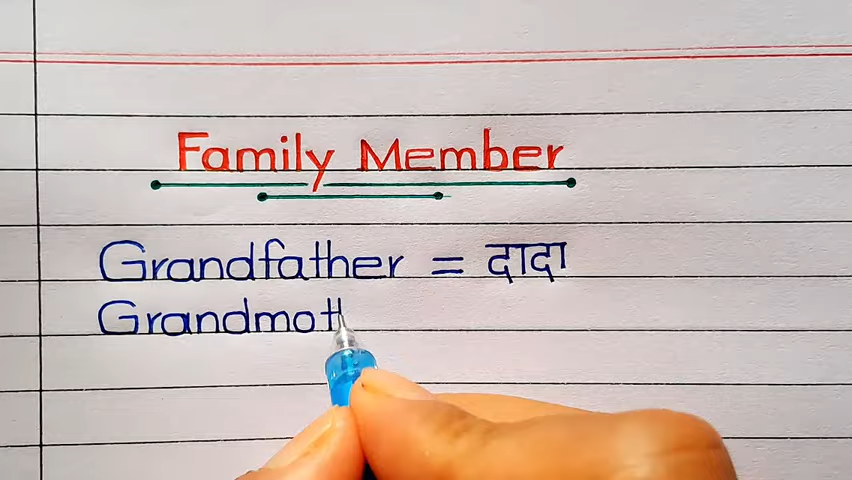 Family Member
Grandfather = दादा
Grandmoth